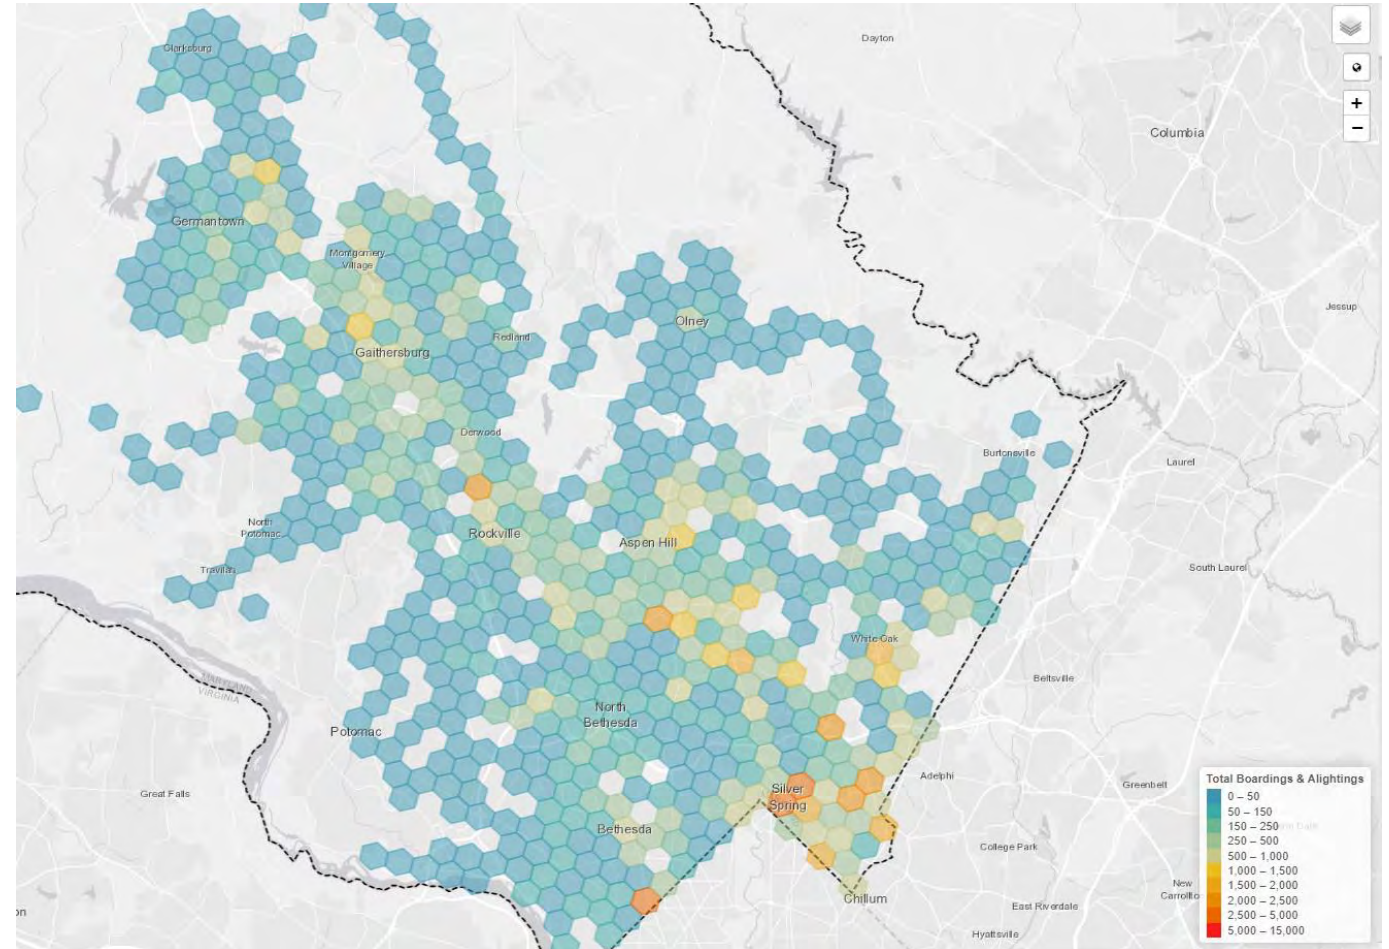 Dayton
Clarksburg
Columbia
+
−
Germantown
Montgomery
Village
Jessup
Olney
Redland
Gaithersburg
Derwood
Burtonsville
Laurel
North
Potomac
Rockville
Aspen Hill
Travilah
South Laurel
White Oak
MARYLAND
VIRGINIA
Beltsville
North
Bethesda
Potomac
Adelphi
Great Falls
Silver
Spring
Greenbelt
Bethesda
College Park
New
Chillum
East Riverdale
Hyattsville
on
Total Boardings & Alightings
0 – 50
50 – 150
150 – 250
250 – 500
500 – 1,000
1,000 – 1,500
1,500 – 2,000
2,000 – 2,500
2,500 – 5,000
5,000 – 15,000